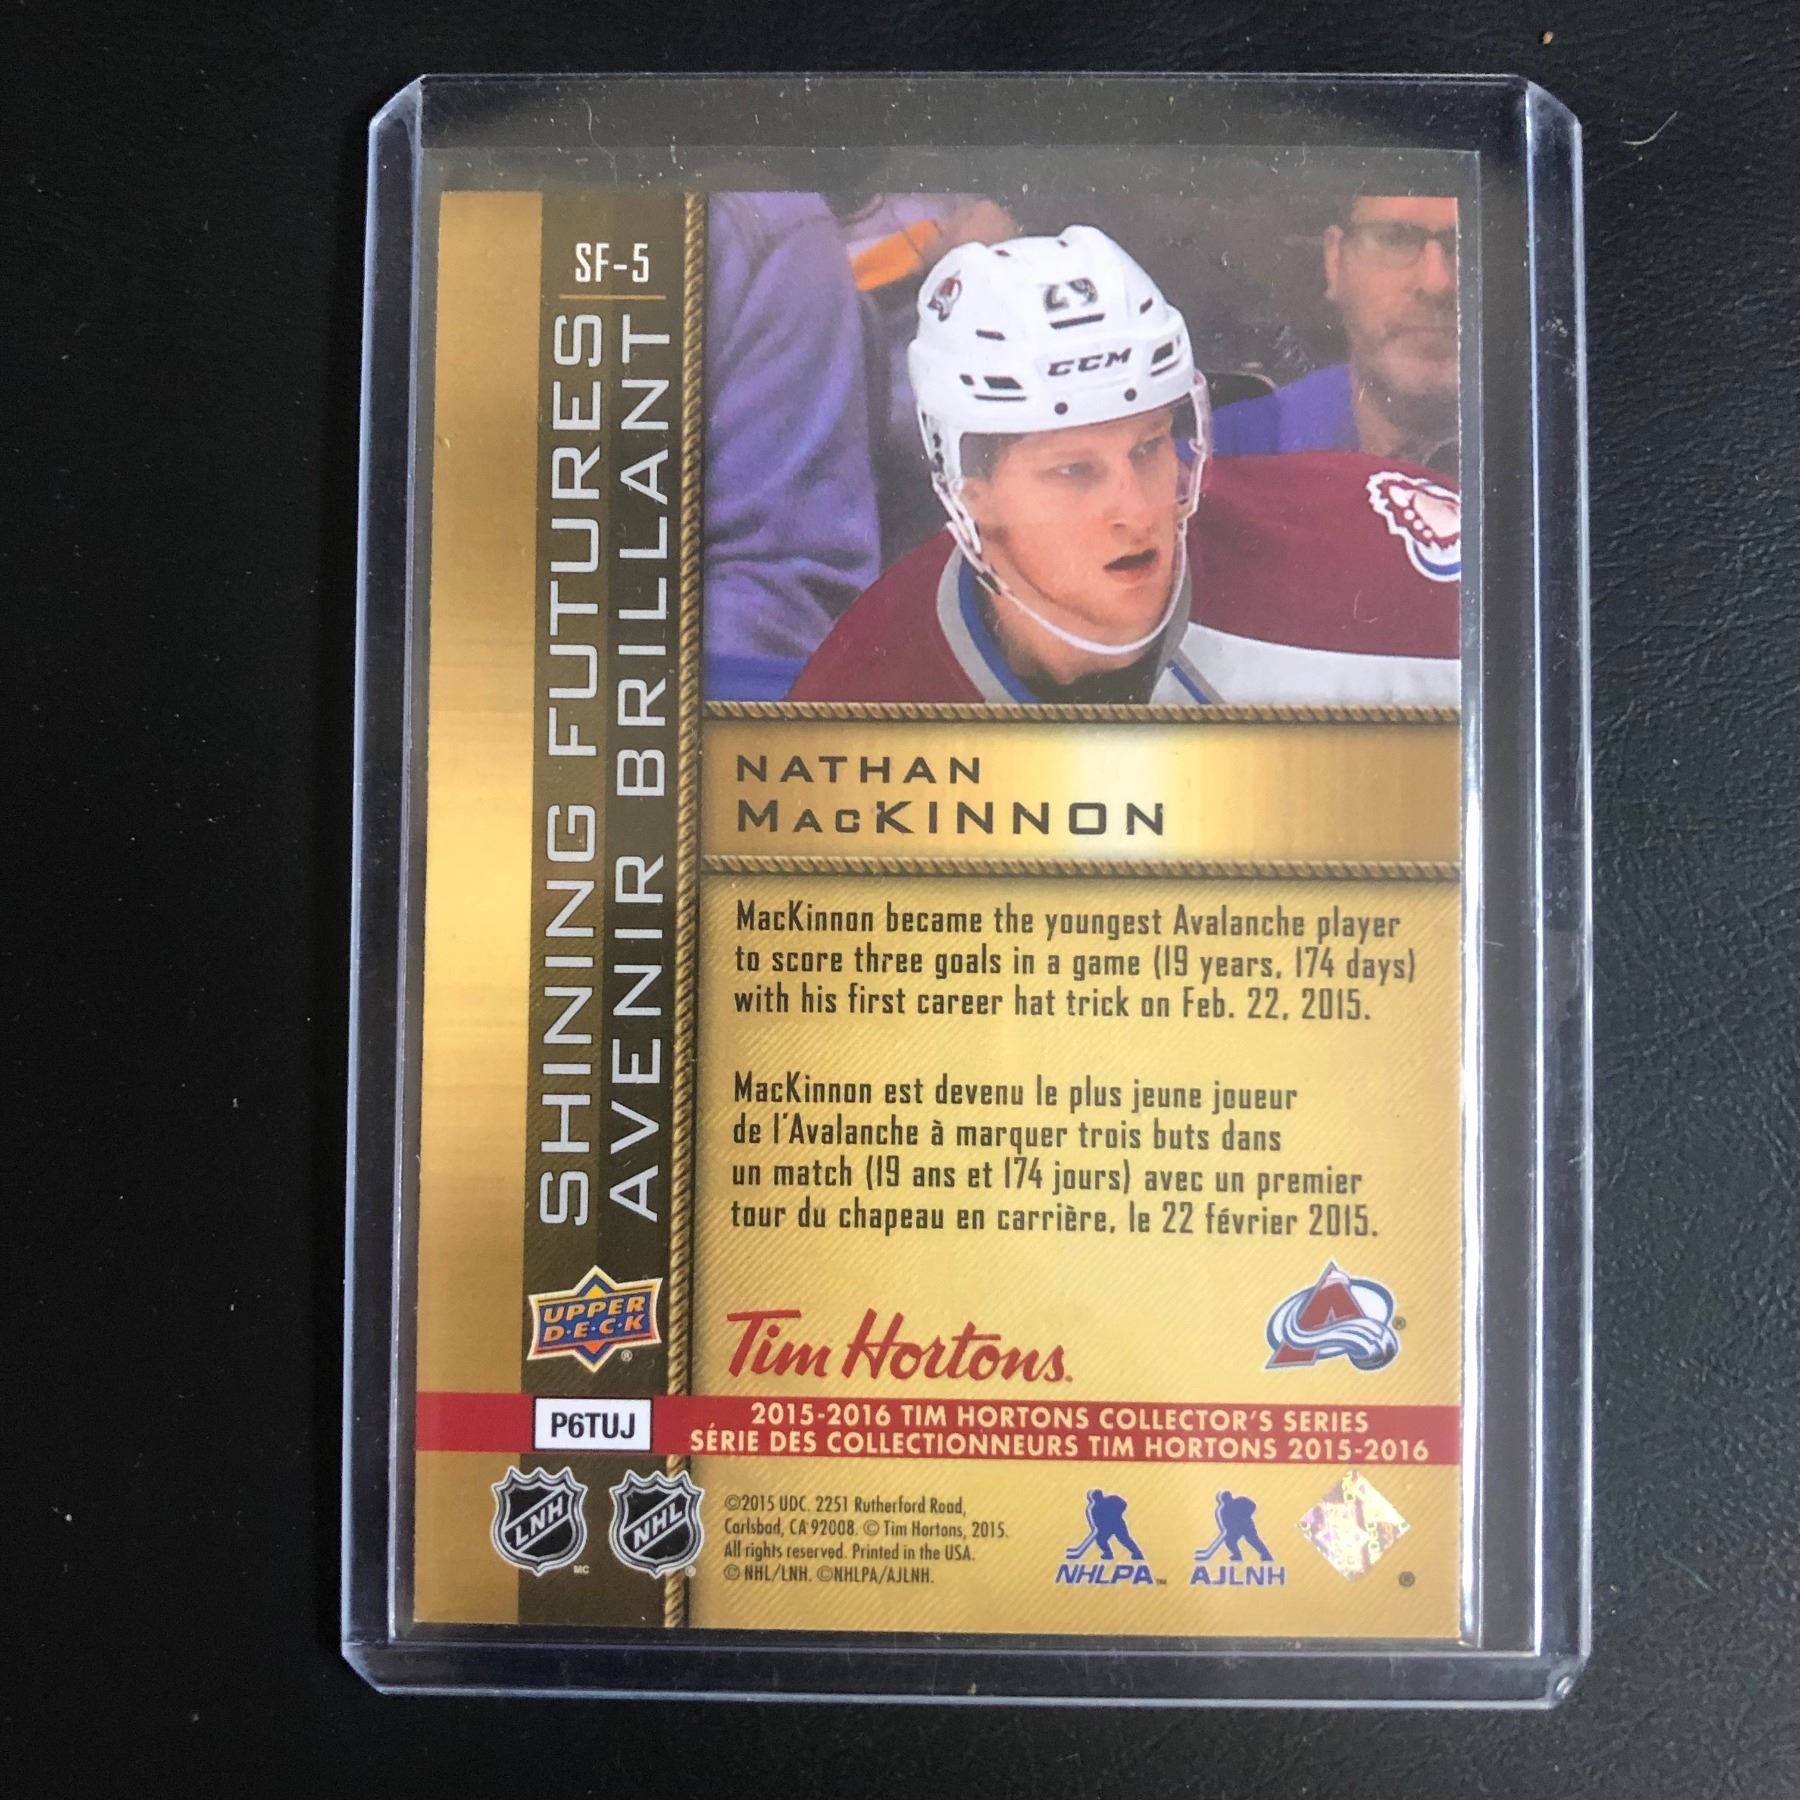 SF-5
SHINING FUTURES
AVENIR BRILLANT
29
CCM
NATHAN
MacKINNON
MacKinnon became the youngest Avalanche player
to score three goals in a game (19 years, 174 days)
with his first career hat trick on Feb. 22, 2015.
MacKinnon est devenu le plus jeune joueur
de l'Avalanche à marquer trois buts dans
un match (19 ans et 174 jours) avec un premier
tour du chapeau en carrière, le 22 février 2015.
UPPER
D•E•C•K
®
Tim Hortons.
A
®
P6TUJ
2015-2016 TIM HORTONS COLLECTOR'S SERIES
SÉRIE DES COLLECTIONNEURS TIM HORTONS 2015-2016
LNH
MC
NHL
®
©2015 UDC. 2251 Rutherford Road,
Carlsbad, CA 92008. © Tim Hortons, 2015.
All rights reserved. Printed in the USA.
© NHL/LNH. ©NHLPA/AJLNH.
NHLPA™
AJLNH
®